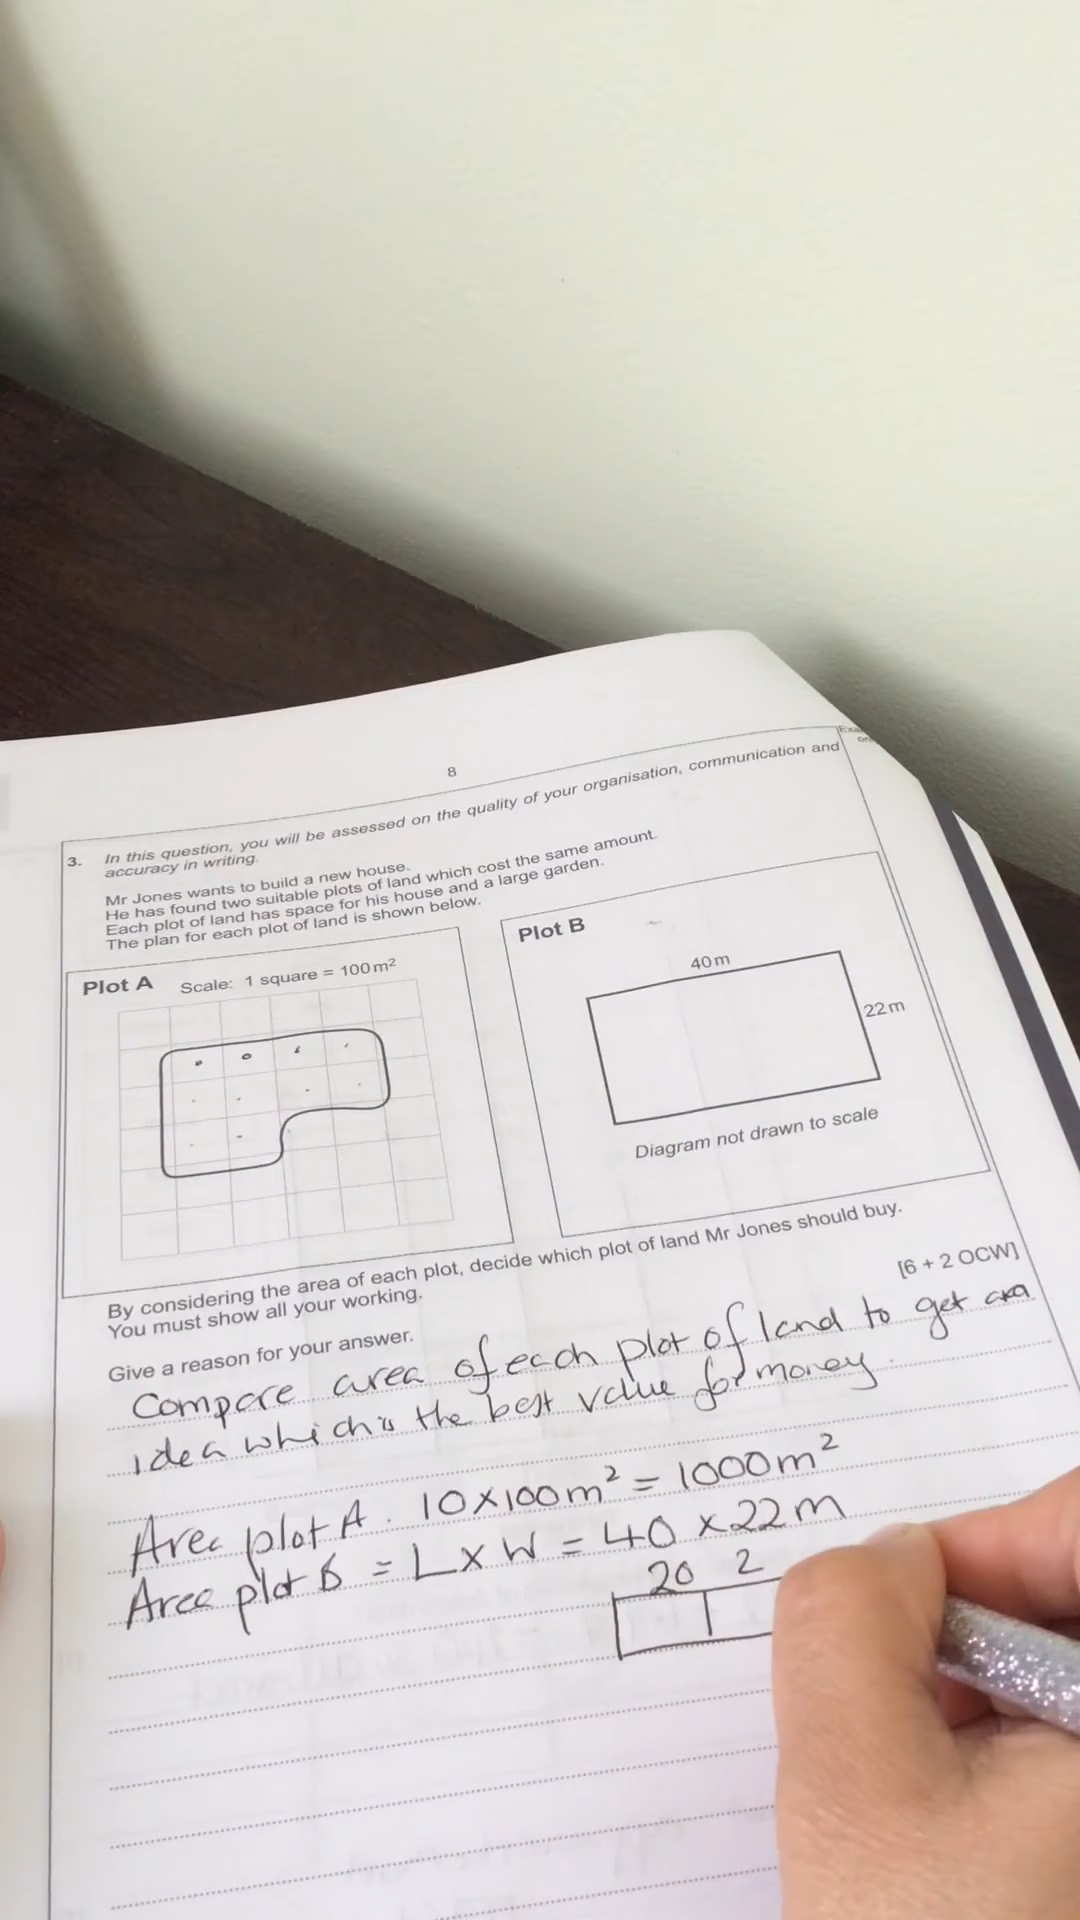 8
3. In this question, you will be assessed on the quality of your organisation, communication and
accuracy in writing.
Mr Jones wants to build a new house.
He has found two suitable plots of land which cost the same amount.
Each plot of land has space for his house and a large garden.
The plan for each plot of land is shown below.
Plot A Scale: 1 square = 100 m²
Plot B
40 m
22 m
Diagram not drawn to scale
By considering the area of each plot, decide which plot of land Mr Jones should buy.
You must show all your working.
[6 + 2 OCW]
Give a reason for your answer.
Compare area of each plot of land to get
idea which is the best value for money.
Area plot A. 10 x 100m² = 1000m²
Area plot B = L x W = 40 x 22m
20 2